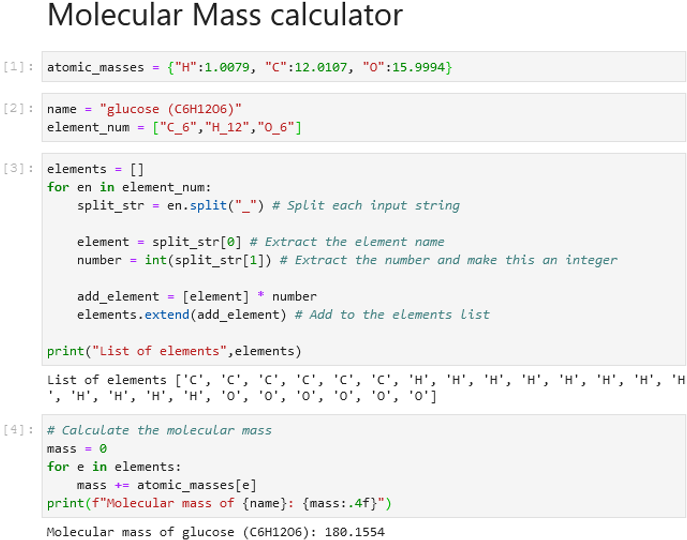 Molecular Mass calculator
[1]: atomic_masses = {"H":1.0079, "C":12.0107, "O":15.9994}
[2]: name = "glucose (C6H12O6)"
element_num = ["C_6","H_12","O_6"]
[3]: elements = []
for en in element_num:
split_str = en.split("_") # Split each input string
element = split_str[0] # Extract the element name
number = int(split_str[1]) # Extract the number and make this an integer
add_element = [element] * number
elements.extend(add_element) # Add to the elements list
print("List of elements",elements)
List of elements ['C', 'C', 'C', 'C', 'C', 'C', 'H', 'H', 'H', 'H', 'H', 'H', 'H', 'H
', 'H', 'H', 'H', 'H', 'O', 'O', 'O', 'O', 'O', 'O']
[4]: # Calculate the molecular mass
mass = 0
for e in elements:
mass += atomic_masses[e]
print(f"Molecular mass of {name}: {mass:.4f}")
Molecular mass of glucose (C6H12O6): 180.1554